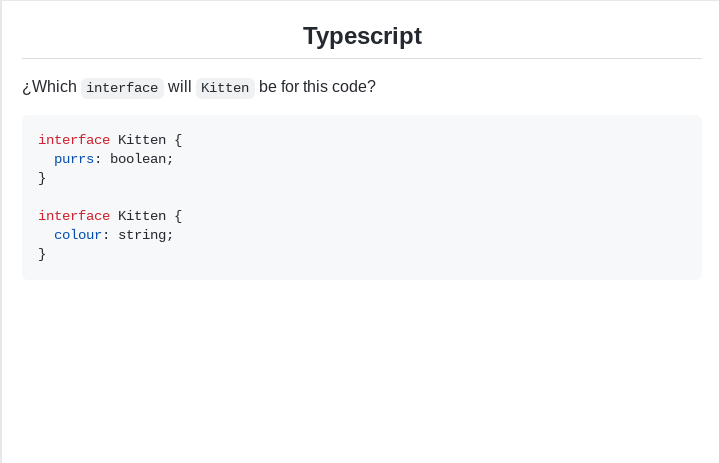 Typescript
¿Which interface will Kitten be for this code?
interface Kitten {
  purrs: boolean;
}
interface Kitten {
  colour: string;
}